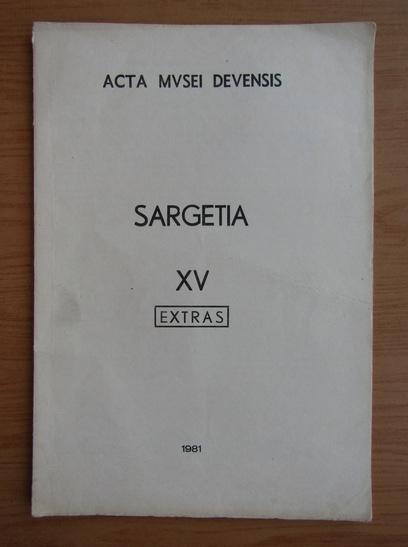 ACTA MVSEI DEVENSIS
SARGETIA
XV
EXTRAS
1981